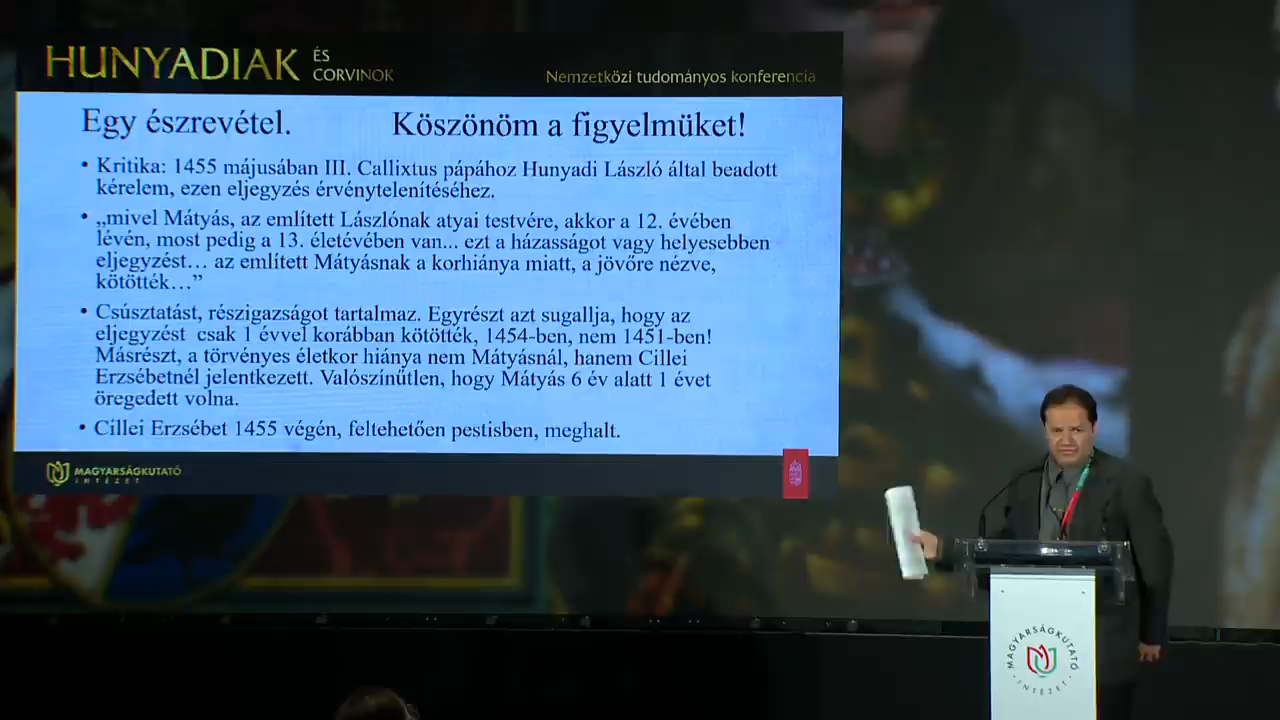 HUNYADIAK ÉS CORVINOK
Nemzetközi tudományos konferencia
Egy észrevétel. Köszönöm a figyelmüket!
• Kritika: 1455 májusában III. Callixtus pápához Hunyadi László által beadott
kérelem, ezen eljegyzés érvénytelenítéséhez.
• „mivel Mátyás, az említett Lászlónak atyai testvére, akkor a 12. évében
lévén, most pedig a 13. életévében van... ezt a házasságot vagy helyesebben
eljegyzést… az említett Mátyásnak a korhiánya miatt, a jövőre nézve,
kötötték…”
• Csúsztatást, részigazságot tartalmaz. Egyrészt azt sugallja, hogy az
eljegyzést csak 1 évvel korábban kötötték, 1454-ben, nem 1451-ben!
Másrészt, a törvényes életkor hiánya nem Mátyásnál, hanem Cillei
Erzsébetnél jelentkezett. Valószínűtlen, hogy Mátyás 6 év alatt 1 évet
öregedett volna.
• Cillei Erzsébet 1455 végén, feltehetően pestisben, meghalt.
MAGYARSÁGKUTATÓ
INTÉZET
MAGYARSÁGKUTATÓ
INTÉZET